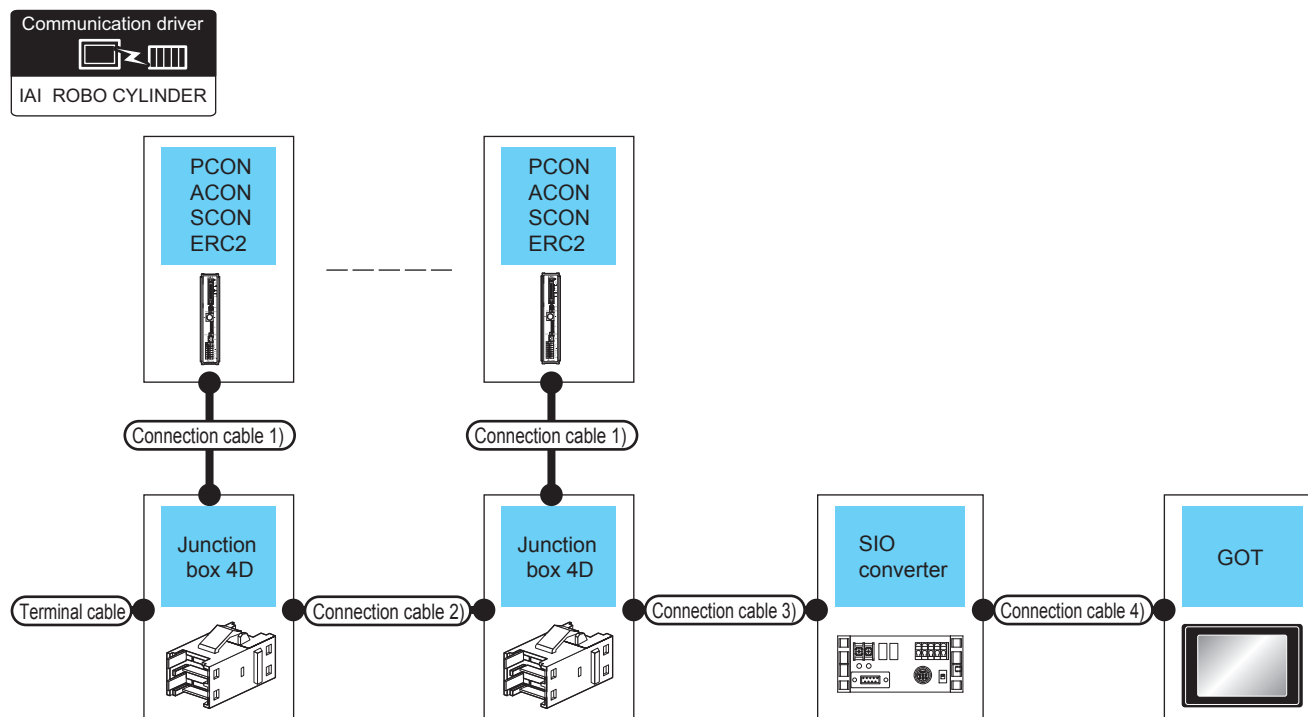 Communication driver
IAI ROBO CYLINDER
PCON
ACON
SCON
ERC2
PCON
ACON
SCON
ERC2
Connection cable 1)
Connection cable 1)
Junction
box 4D
Junction
box 4D
SIO
converter
GOT
Terminal cable
Connection cable 2)
Connection cable 3)
Connection cable 4)